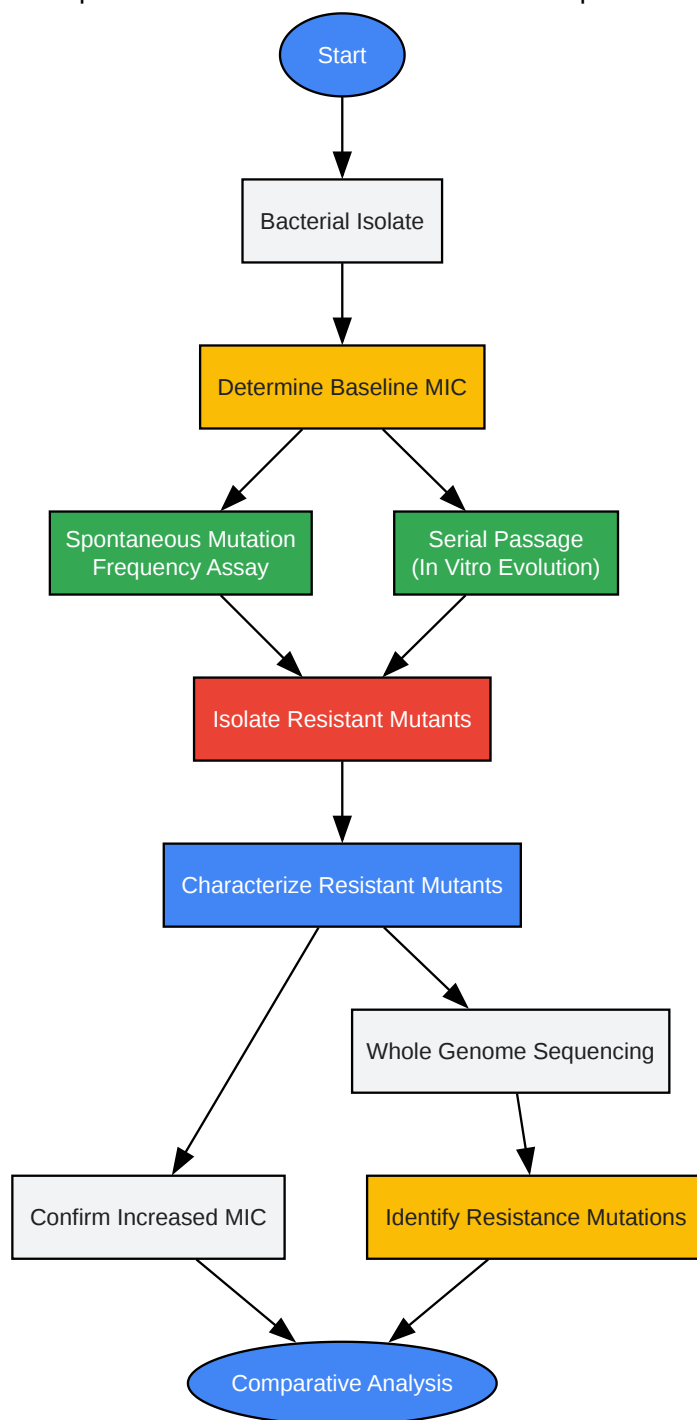 Start
Bacterial Isolate
Determine Baseline MIC
Spontaneous Mutation
Frequency Assay
Serial Passage
(In Vitro Evolution)
Isolate Resistant Mutants
Characterize Resistant Mutants
Whole Genome Sequencing
Confirm Increased MIC
Identify Resistance Mutations
Comparative Analysis